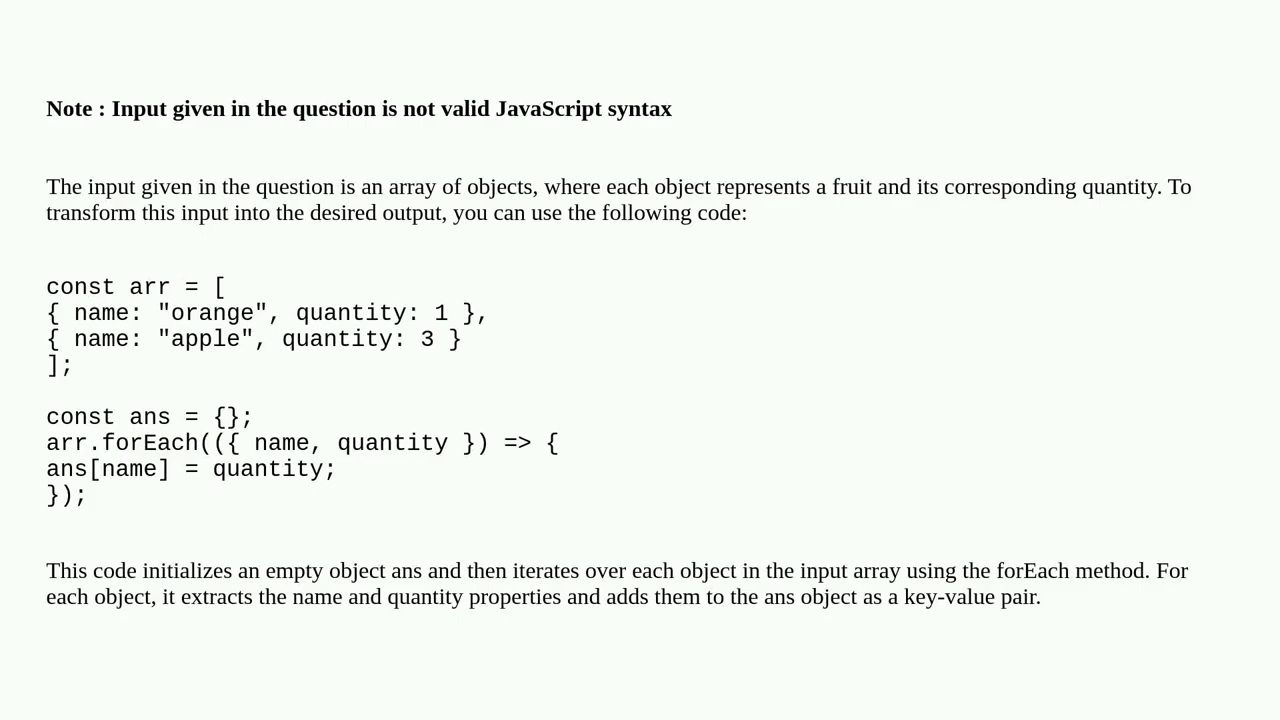 Note : Input given in the question is not valid JavaScript syntax
The input given in the question is an array of objects, where each object represents a fruit and its corresponding quantity. To
transform this input into the desired output, you can use the following code:
const arr = [
{ name: "orange", quantity: 1 },
{ name: "apple", quantity: 3 }
];
const ans = {};
arr.forEach(({ name, quantity }) => {
ans[name] = quantity;
});
This code initializes an empty object ans and then iterates over each object in the input array using the forEach method. For
each object, it extracts the name and quantity properties and adds them to the ans object as a key-value pair.